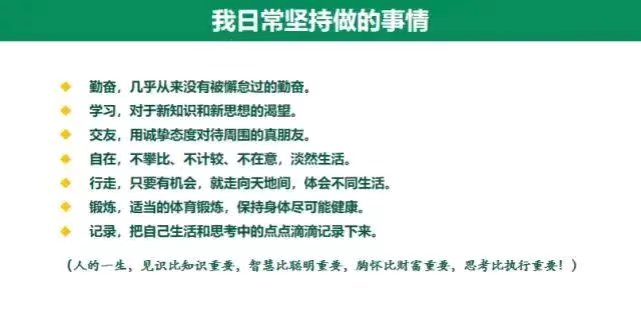 我日常坚持做的事情
勤奋，几乎从来没有被懈怠过的勤奋。
学习，对于新知识和新思想的渴望。
交友，用诚挚态度对待周围的真朋友。
自在，不攀比、不计较、不在意，淡然生活。
行走，只要有机会，就走向天地间，体会不同生活。
锻炼，适当的体育锻炼，保持身体尽可能健康。
记录，把自己生活和思考中的点点滴滴记录下来。
（人的一生，见识比知识重要，智慧比聪明重要，胸怀比财富重要，思考比执行重要！）